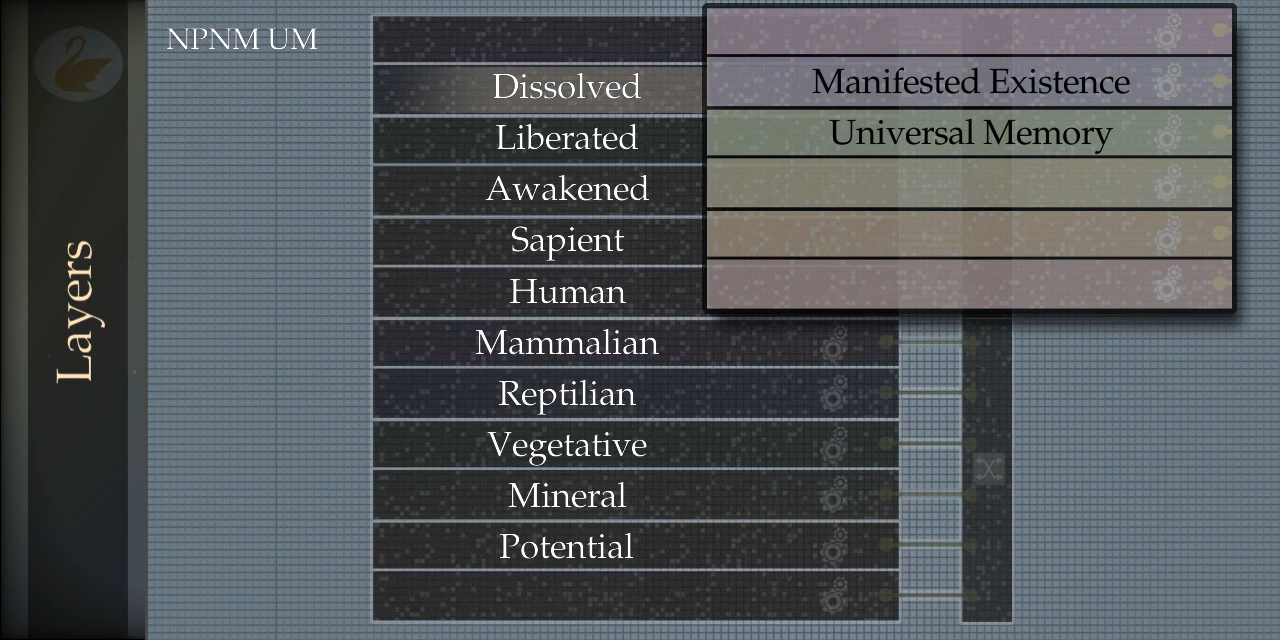 NPNM UM
Layers
Dissolved
Liberated
Awakened
Sapient
Human
Mammalian
Reptilian
Vegetative
Mineral
Potential
Manifested Existence
Universal Memory